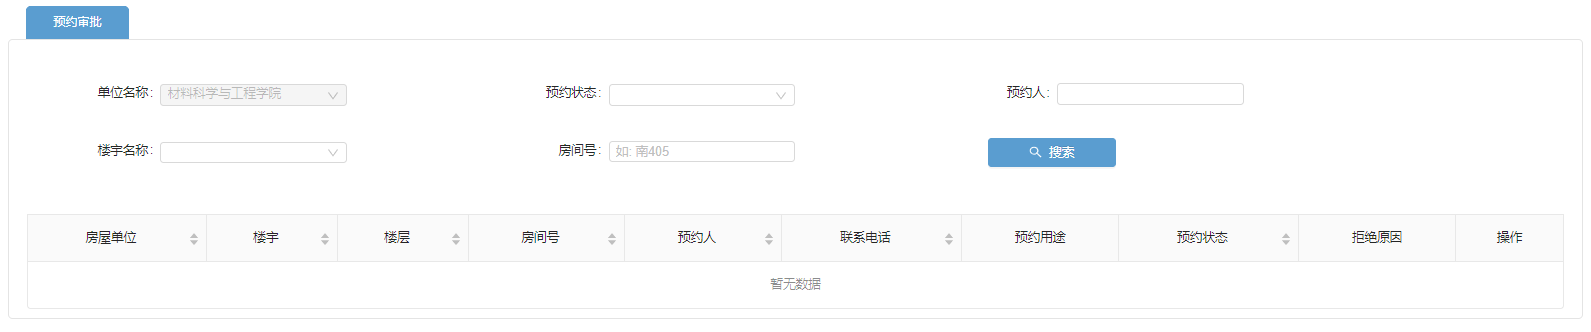 预约审批
单位名称: 材料科学与工程学院 预约状态: 预约人:
楼宇名称: 房间号: 如: 南405 搜索
房屋单位 楼宇 楼层 房间号 预约人 联系电话 预约用途 预约状态 拒绝原因 操作
暂无数据